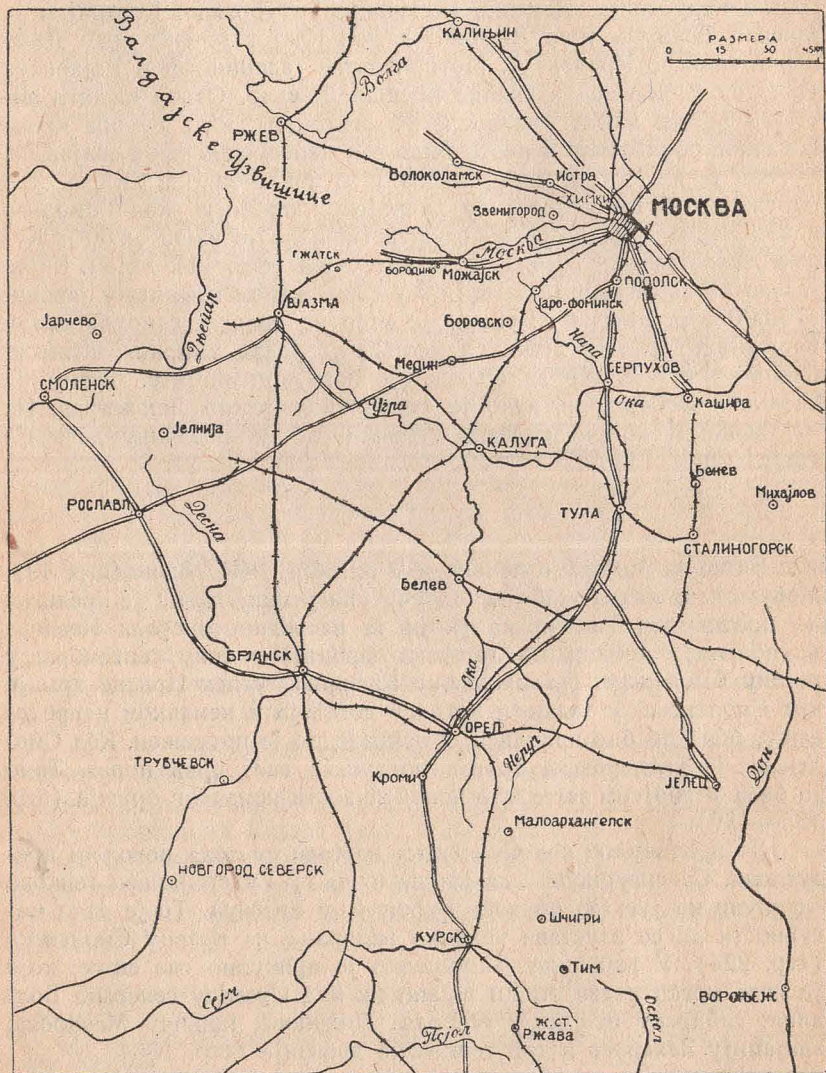 КАЛИЊИН
РАЗМЕРА
0 15 30 45км
Валдајске Узвишице
Волга
РЖЕВ
Волоколамск
Истра
ХИМКИ
Звенигород
МОСКВА
Москва
ГЖАТСК
БОРОДИНО
Можајск
ПОДОЛСК
ВЈАЗМА
Јаро-фоминск
Јарчево
Дњепар
Боровск
Нара
Медин
СЕРПУХОВ
СМОЛЕНСК
Угра
Ока
Кашира
Јелнија
КАЛУГА
Бенев
Михајлов
РОСЛАВЛ
Десна
ТУЛА
СТАЛИНОГОРСК
Белев
БРЈАНСК
Ока
ОРЕЛ
Неруч
ТРУБЧЕВСК
Кроми
ЈЕЛЕЦ
Дон
Малоархангелск
НОВГОРОД СЕВЕРСК
Шчигри
КУРСК
Тим
Сејм
ВОРОЊЕЖ
Оскол
Псјол
ж.ст.
Ржава